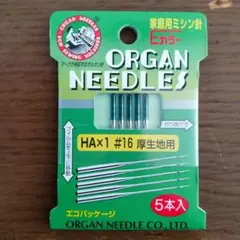 家庭用ミシン針
ORGAN
NEEDLES
HA×1 #16 厚生地用
5本入
エコパッケージ
ORGAN NEEDLE CO., LTD.